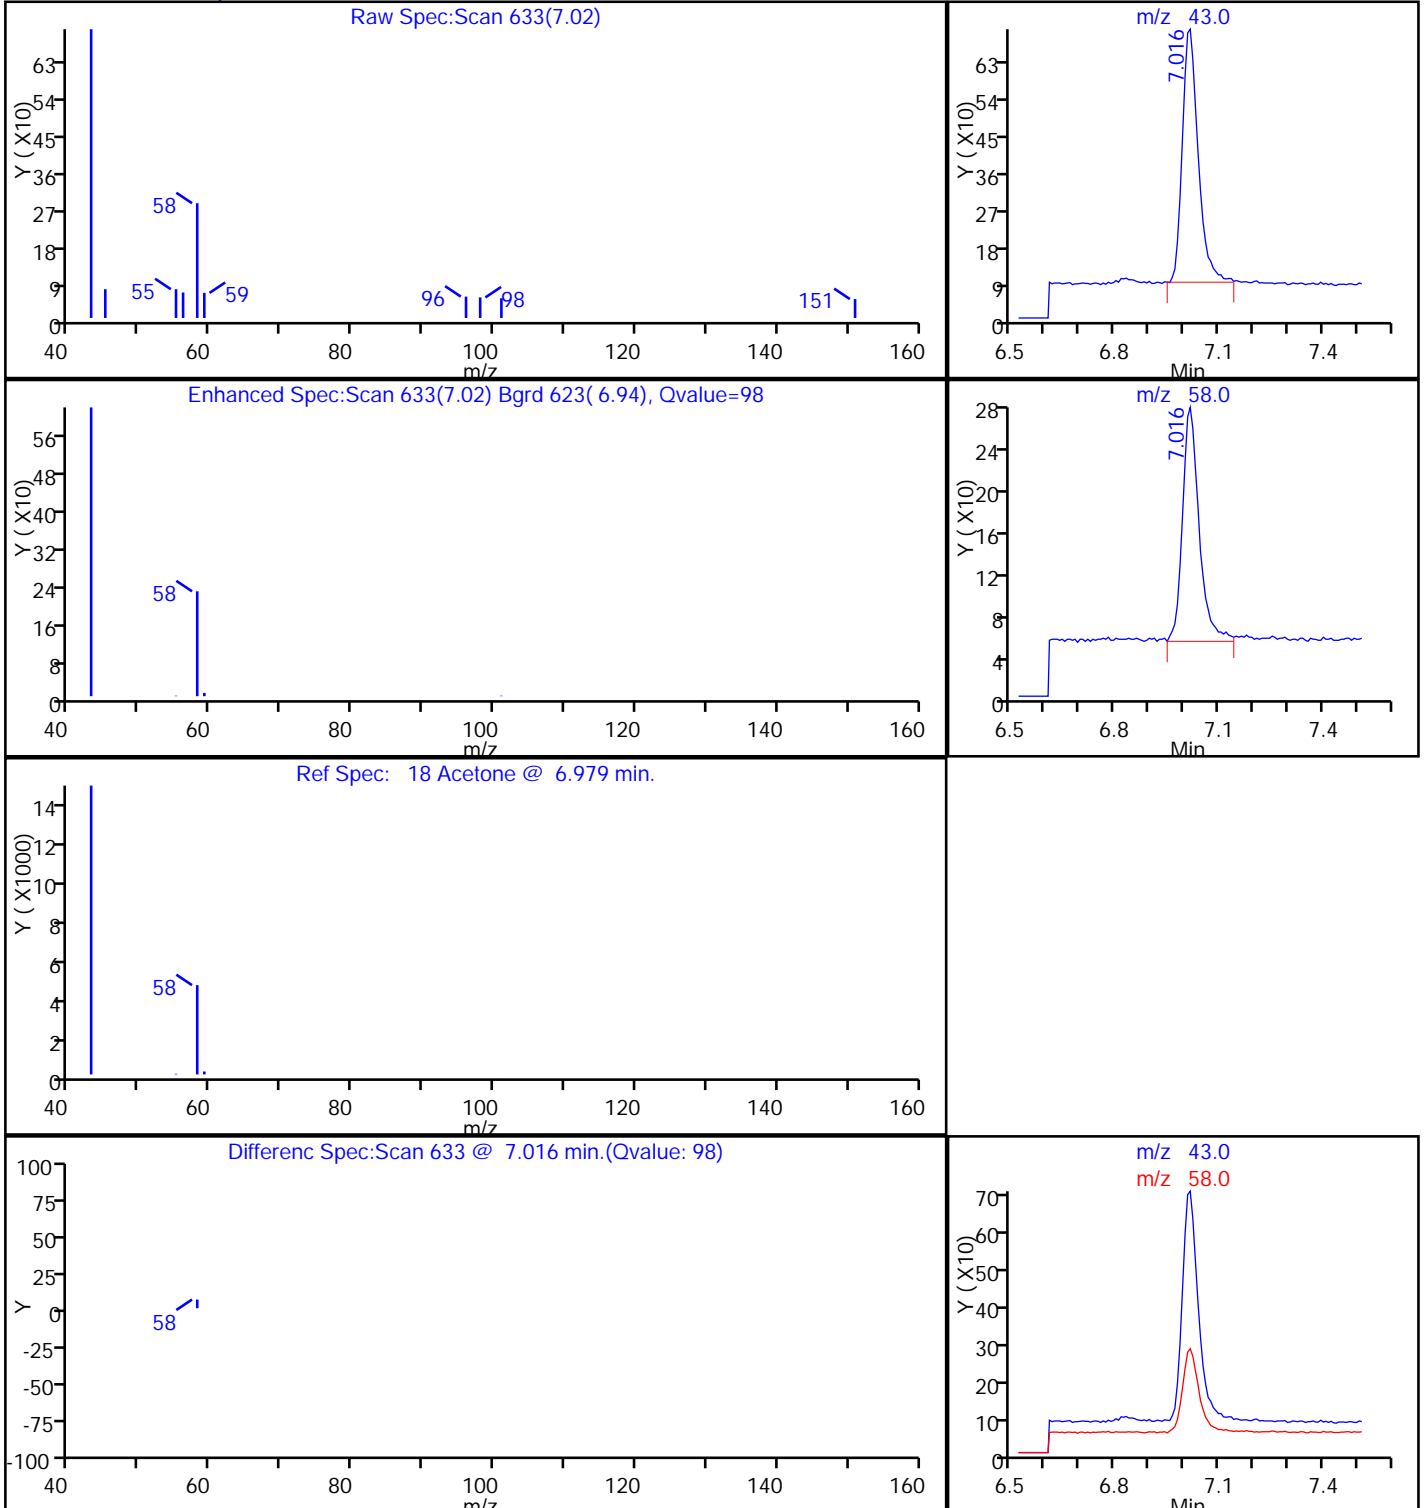 Raw Spec:Scan 633(7.02)
Y ( X10)
63
54
45
36
27
18
9
0
58
55
59
96
98
151
40 60 80 100 120 140 160
m/z
m/z 43.0
7.016
Y ( X10)
63
54
45
36
27
18
9
0
6.5 6.8 7.1 7.4
Min
Enhanced Spec:Scan 633(7.02) Bgrd 623( 6.94), Qvalue=98
Y ( X10)
56
48
40
32
24
16
8
0
58
40 60 80 100 120 140 160
m/z
m/z 58.0
7.016
Y ( X10)
28
24
20
16
12
8
4
0
6.5 6.8 7.1 7.4
Min
Ref Spec: 18 Acetone @ 6.979 min.
Y ( X1000)
14
12
10
8
6
4
2
0
58
40 60 80 100 120 140 160
m/z
Differenc Spec:Scan 633 @ 7.016 min.(Qvalue: 98)
Y
100
75
50
25
0
-25
-50
-75
-100
58
40 60 80 100 120 140 160
m/z
m/z 43.0
m/z 58.0
Y ( X10)
70
60
50
40
30
20
10
0
6.5 6.8 7.1 7.4
Min